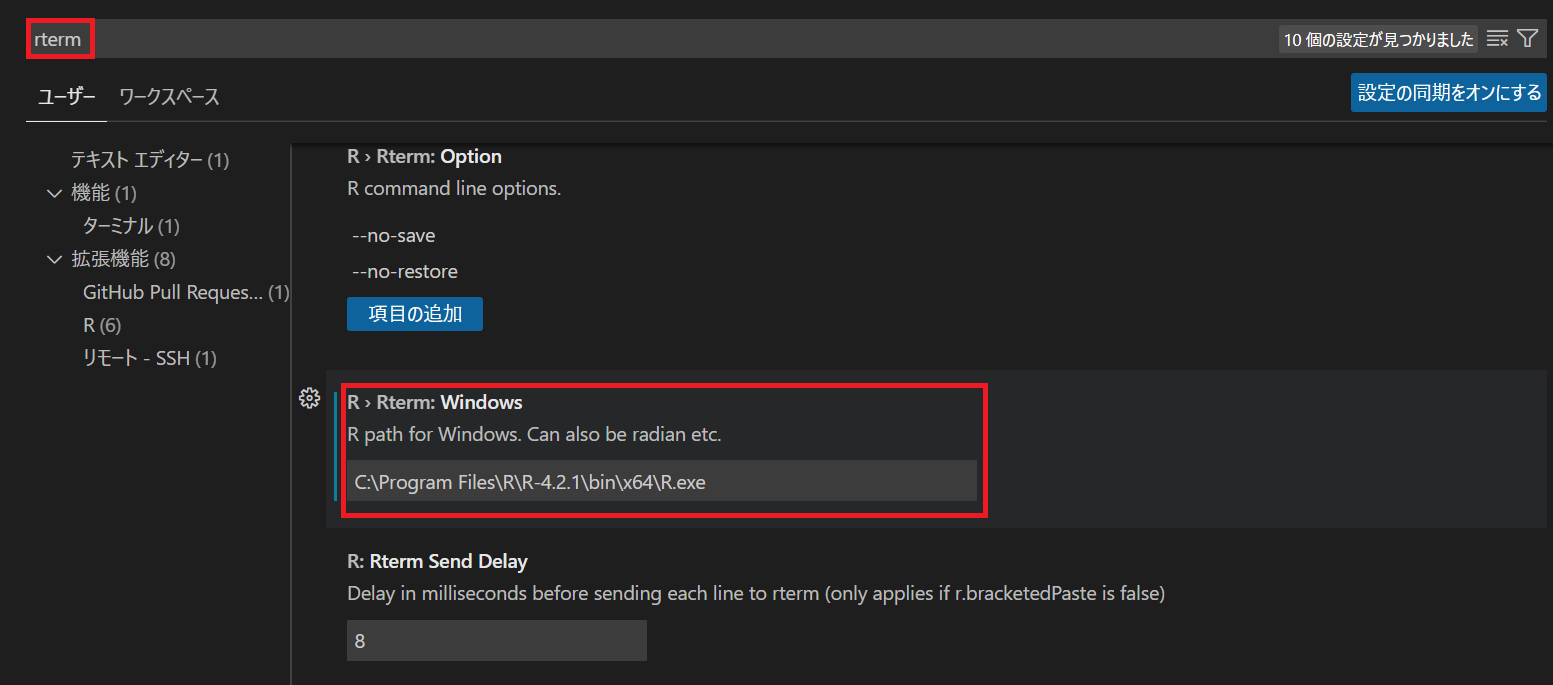 rterm
10 個の設定が見つかりました
ユーザー ワークスペース
設定の同期をオンにする
テキスト エディター (1)
機能 (1)
ターミナル (1)
拡張機能 (8)
GitHub Pull Reques... (1)
R (6)
リモート - SSH (1)
R › Rterm: Option
R command line options.
--no-save
--no-restore
項目の追加
R › Rterm: Windows
R path for Windows. Can also be radian etc.
C:\Program Files\R\R-4.2.1\bin\x64\R.exe
R: Rterm Send Delay
Delay in milliseconds before sending each line to rterm (only applies if r.bracketedPaste is false)
8